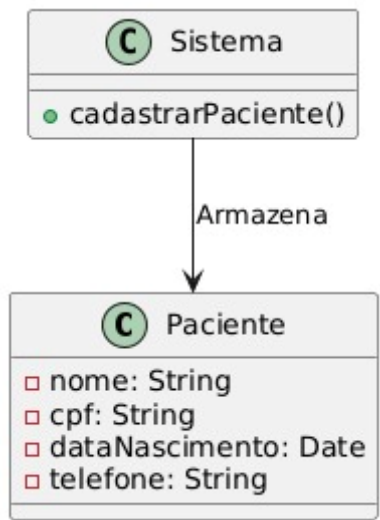 C Sistema
cadastrarPaciente()
Armazena
C Paciente
nome: String
cpf: String
dataNascimento: Date
telefone: String